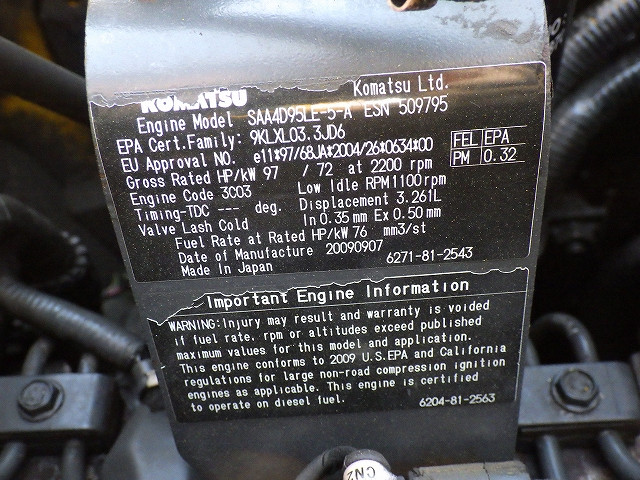 KOMATSU Komatsu Ltd.
Engine Model SAA4D95LE-5-A ESN 509795
EPA Cert.Family: 9KLXL03.3JD6
EU Approval NO. e11*97/68JA*2004/26*0634*00
FEL EPA
PM 0.32
Gross Rated HP/kW 97 / 72 at 2200 rpm
Engine Code 3C03 Low Idle RPM1100rpm
Timing-TDC --- deg. Displacement 3.261L
Valve Lash Cold In 0.35 mm Ex 0.50 mm
Fuel Rate at Rated HP/kW 76 mm3/st
Date of Manufacture 20090907
Made In Japan 6271-81-2543
Important Engine Information
WARNING:Injury may result and warranty is voided
if fuel rate, rpm or altitudes exceed published
maximum values for this model and application.
This engine conforms to 2009 U.S.EPA and California
regulations for large non-road compression ignition
engines as applicable. This engine is certified
to operate on diesel fuel. 6204-81-2563
CN2